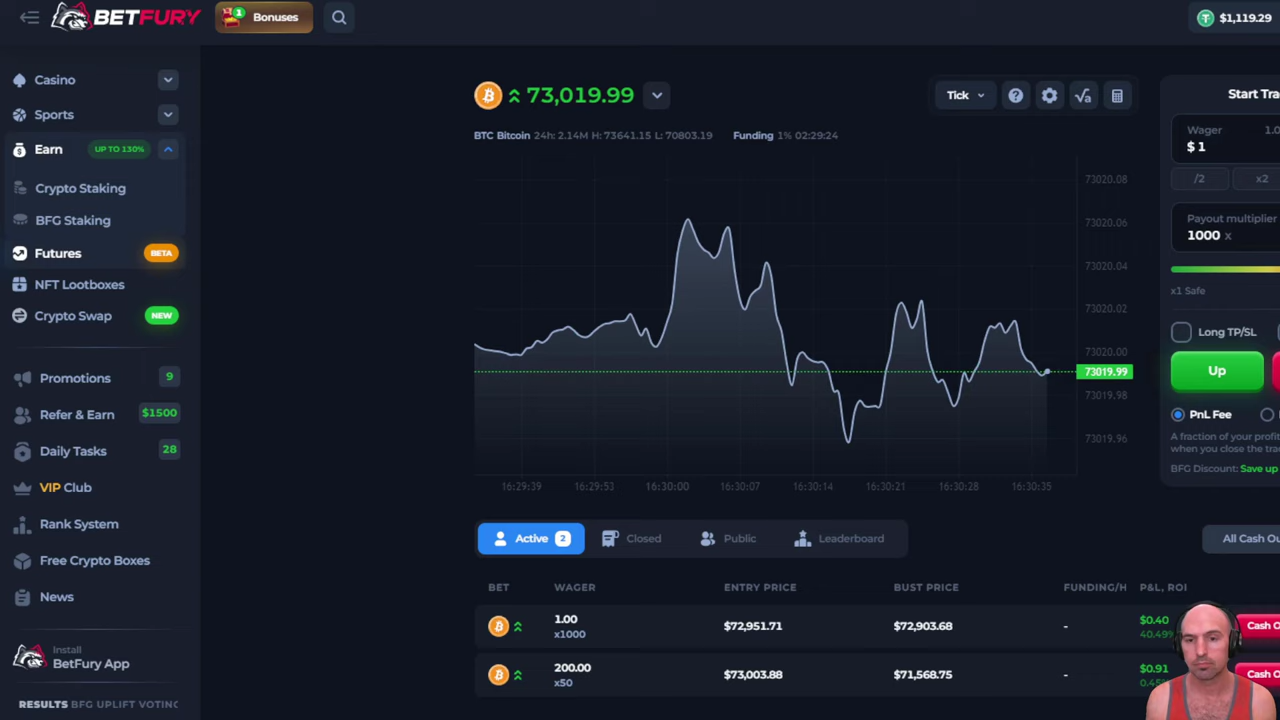 BETFURY
1
Bonuses
$1,119.29
Casino
Sports
Earn UP TO 130%
Crypto Staking
BFG Staking
Futures BETA
NFT Lootboxes
Crypto Swap NEW
Promotions 9
Refer & Earn $1500
Daily Tasks 28
VIP Club
Rank System
Free Crypto Boxes
News
Install
BetFury App
RESULTS BFG UPLIFT VOTING
73,019.99
Tick
BTC Bitcoin 24h: 2.14M H: 73641.15 L: 70803.19 Funding 1% 02:29:24
73020.08
73020.06
73020.04
73020.02
73020.00
73019.99
73019.98
73019.96
16:29:39 16:29:53 16:30:00 16:30:07 16:30:14 16:30:21 16:30:28 16:30:35
Start Tra
Wager 1.0
$ 1
/2 x2
Payout multiplier
1000 x
x1 Safe
Long TP/SL
Up
PnL Fee
A fraction of your profit
when you close the tra
BFG Discount: Save up
Active 2 Closed Public Leaderboard
All Cash Ou
BET WAGER ENTRY PRICE BUST PRICE FUNDING/H P&L, ROI
1.00 $72,951.71 $72,903.68 - $0.40 Cash O
x1000 40.49%
200.00 $73,003.88 $71,568.75 - $0.91 Cash O
x50 0.45